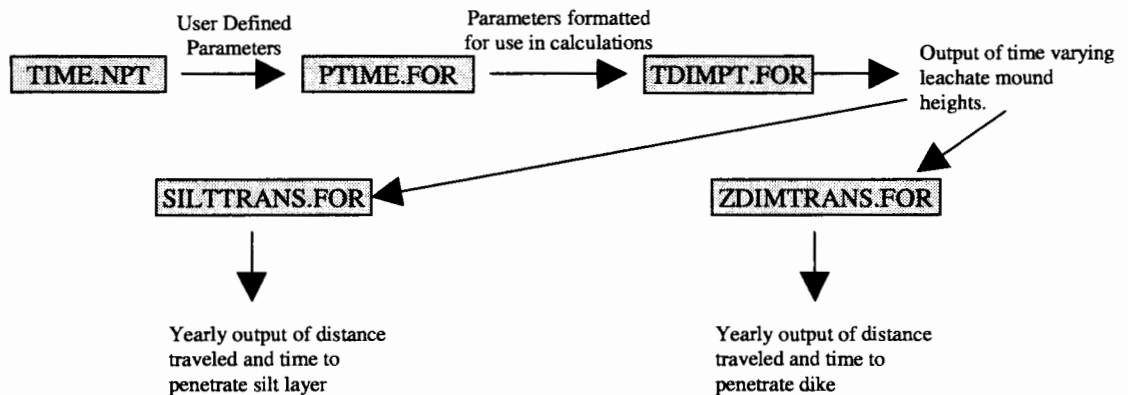 User Defined
Parameters
Parameters formatted
for use in calculations
TIME.NPT
PTIME.FOR
TDIMPT.FOR
Output of time varying
leachate mound
heights.
SILTTRANS.FOR
ZDIMTRANS.FOR
Yearly output of distance
traveled and time to
penetrate silt layer
Yearly output of distance
traveled and time to
penetrate dike